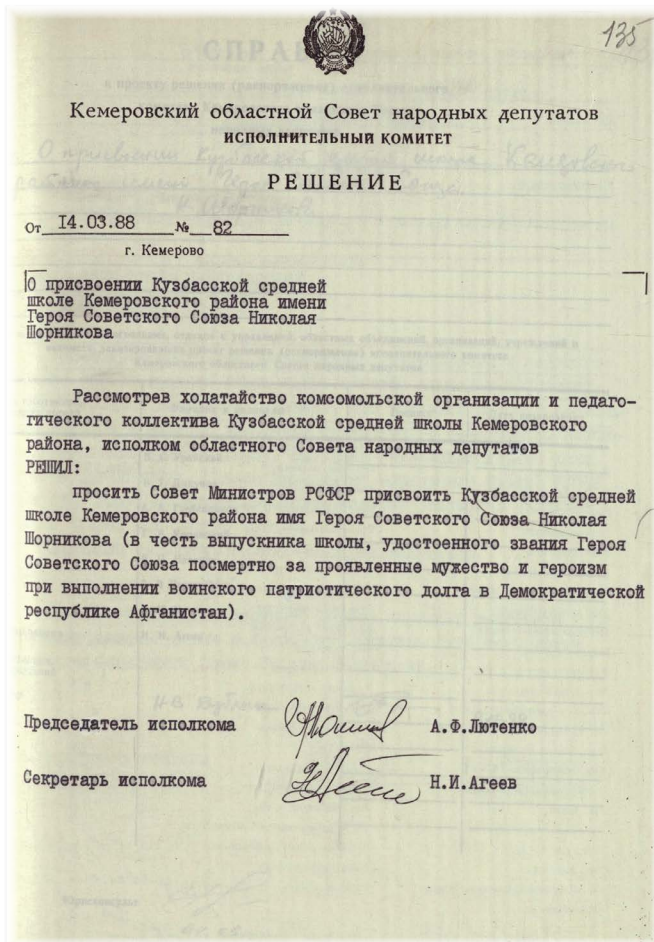 135
Кемеровский областной Совет народных депутатов
ИСПОЛНИТЕЛЬНЫЙ КОМИТЕТ
РЕШЕНИЕ
От 14.03.88 № 82
г. Кемерово
О присвоении Кузбасской средней
школе Кемеровского района имени
Героя Советского Союза Николая
Шорникова
Рассмотрев ходатайство комсомольской организации и педаго-
гического коллектива Кузбасской средней школы Кемеровского
района, исполком областного Совета народных депутатов
РЕШИЛ:
просить Совет Министров РСФСР присвоить Кузбасской средней
школе Кемеровского района имя Героя Советского Союза Николая
Шорникова (в честь выпускника школы, удостоенного звания Героя
Советского Союза посмертно за проявленные мужество и героизм
при выполнении воинского патриотического долга в Демократической
республике Афганистан).
Председатель исполкома А.Ф.Лютенко
Секретарь исполкома Н.И.Агеев